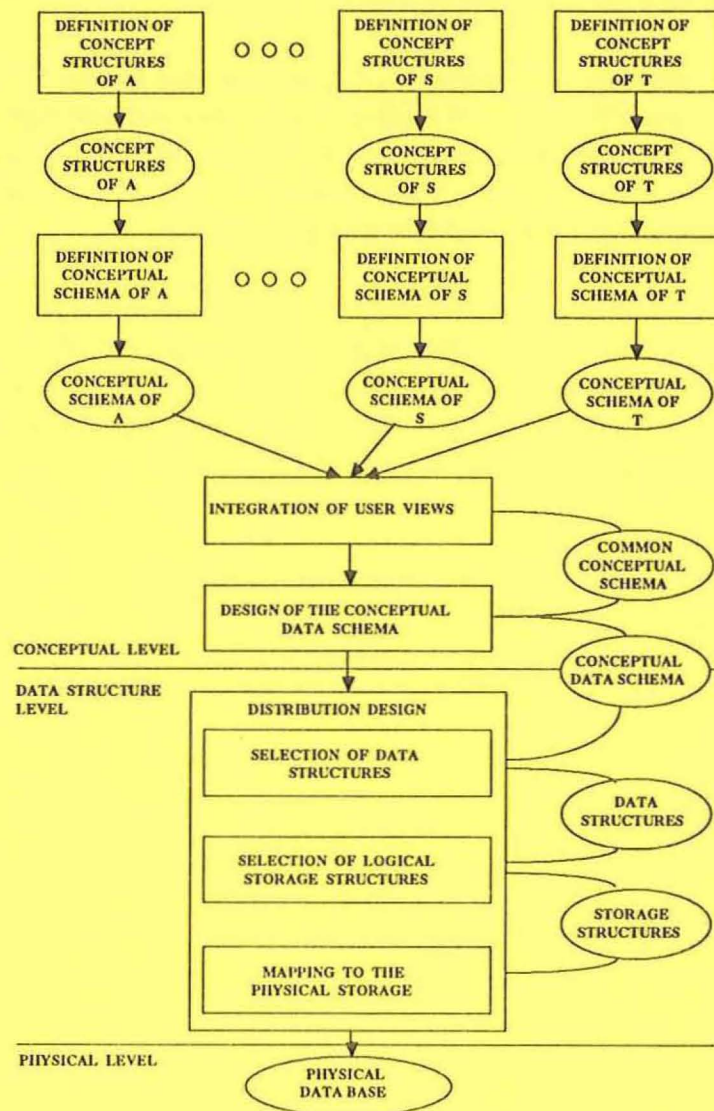 DEFINITION OF
CONCEPT
STRUCTURES
OF A
DEFINITION OF
CONCEPT
STRUCTURES
OF S
DEFINITION OF
CONCEPT
STRUCTURES
OF T
CONCEPT
STRUCTURES
OF A
CONCEPT
STRUCTURES
OF S
CONCEPT
STRUCTURES
OF T
DEFINITION OF
CONCEPTUAL
SCHEMA OF A
DEFINITION OF
CONCEPTUAL
SCHEMA OF S
DEFINITION OF
CONCEPTUAL
SCHEMA OF T
CONCEPTUAL
SCHEMA OF
A
CONCEPTUAL
SCHEMA OF
S
CONCEPTUAL
SCHEMA OF
T
INTEGRATION OF USER VIEWS
COMMON
CONCEPTUAL
SCHEMA
DESIGN OF THE CONCEPTUAL
DATA SCHEMA
CONCEPTUAL LEVEL
CONCEPTUAL
DATA SCHEMA
DATA STRUCTURE
LEVEL
DISTRIBUTION DESIGN
SELECTION OF DATA
STRUCTURES
DATA
STRUCTURES
SELECTION OF LOGICAL
STORAGE STRUCTURES
STORAGE
STRUCTURES
MAPPING TO THE
PHYSICAL STORAGE
PHYSICAL LEVEL
PHYSICAL
DATA BASE